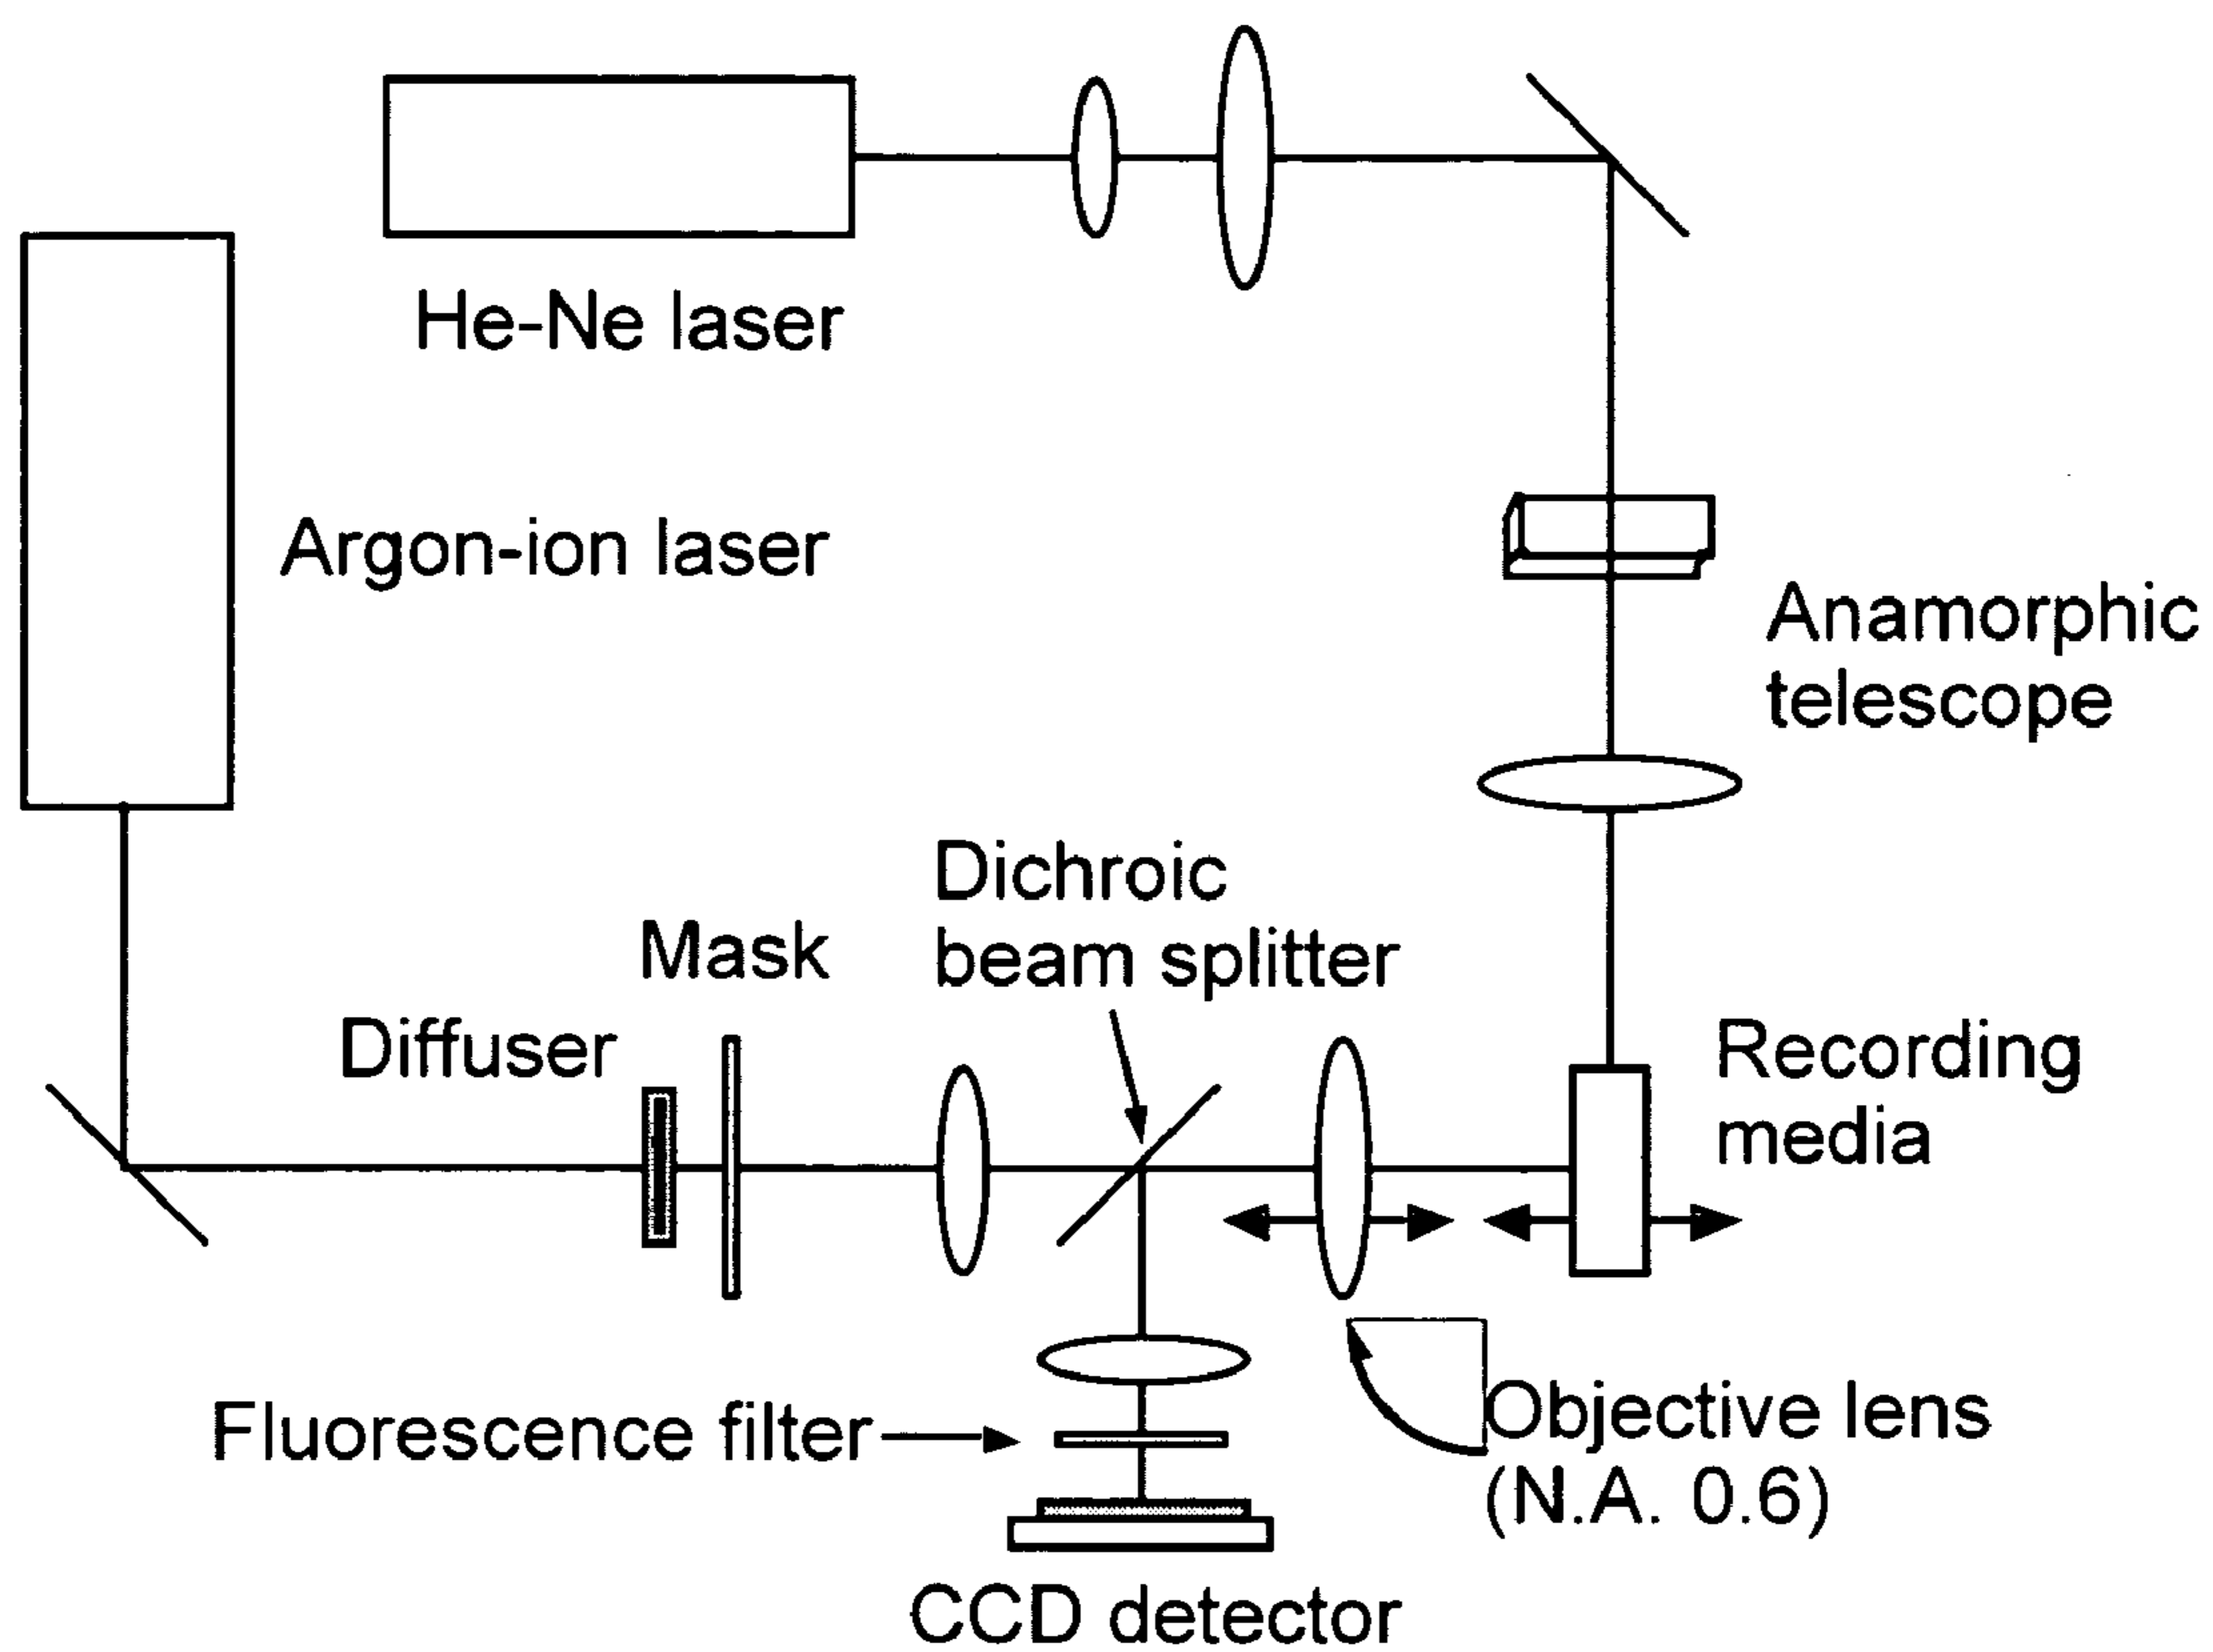 He-Ne laser
Argon-ion laser
Anamorphic
telescope
Dichroic
beam splitter
Mask
Diffuser
Recording
media
Objective lens
(N.A. 0.6)
Fluorescence filter
CCD detector